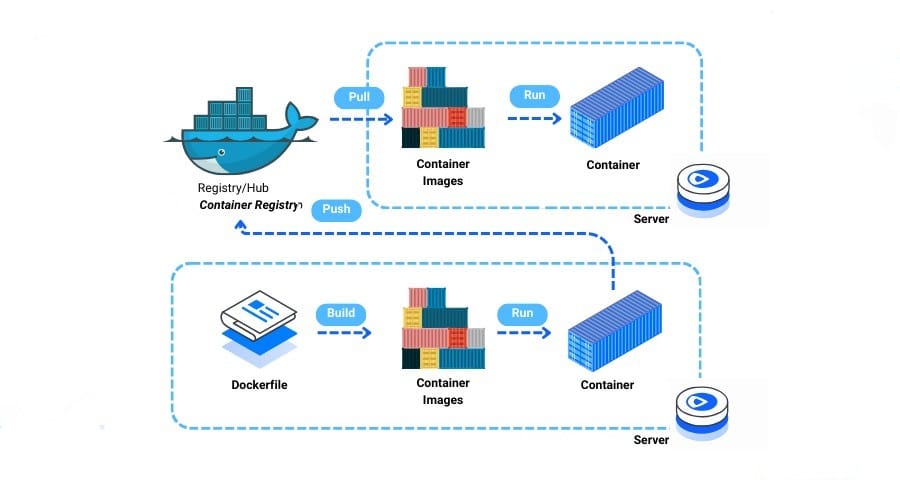 Pull
Run
Container
Images
Container
Registry/Hub
Container Registry
Push
Server
Build
Run
Dockerfile
Container
Images
Container
Server